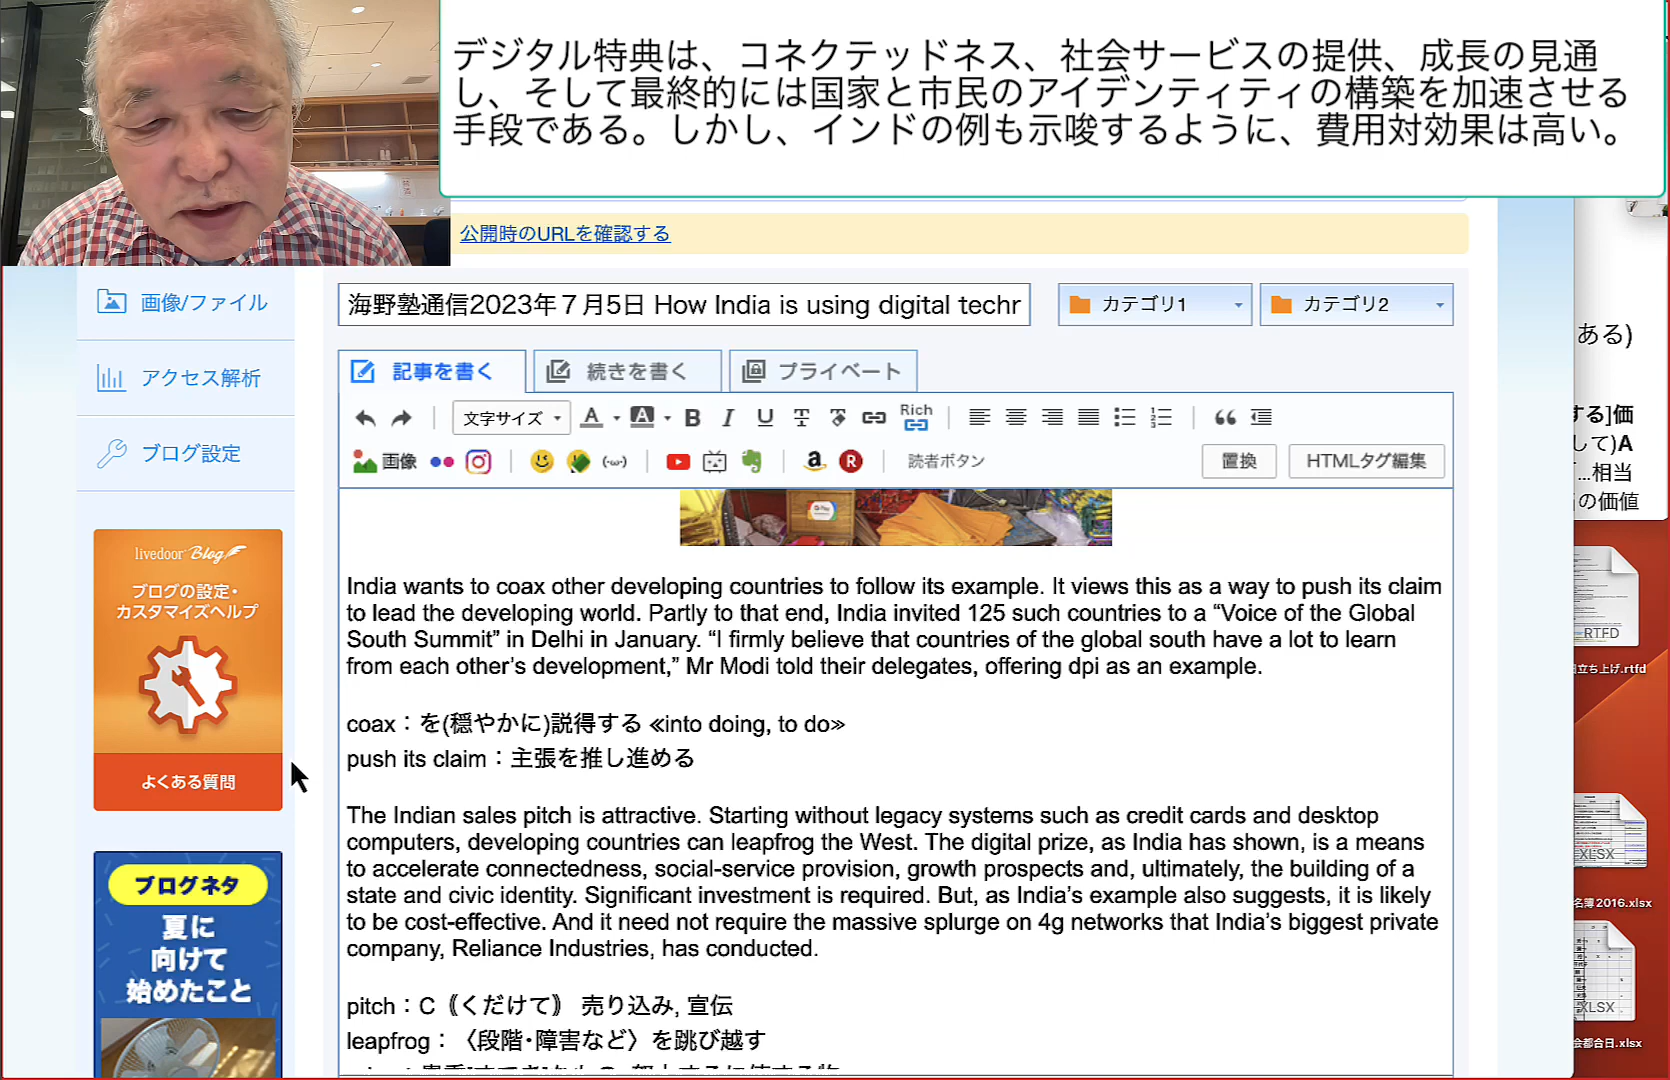 デジタル特典は、コネクテッドネス、社会サービスの提供、成長の見通
し、そして最終的には国家と市民のアイデンティティの構築を加速させる
手段である。しかし、インドの例も示唆するように、費用対効果は高い。
公開時のURLを確認する
画像/ファイル
アクセス解析
ブログ設定
海野塾通信2023年７月5日 How India is using digital techr
カテゴリ1
カテゴリ2
記事を書く
続きを書く
プライベート
文字サイズ
A
A
B
I
U
T
Rich
画像
読者ボタン
置換
HTMLタグ編集
livedoor Blog
ブログの設定・
カスタマイズヘルプ
よくある質問
ブログネタ
夏に
向けて
始めたこと
India wants to coax other developing countries to follow its example. It views this as a way to push its claim
to lead the developing world. Partly to that end, India invited 125 such countries to a “Voice of the Global
South Summit” in Delhi in January. “I firmly believe that countries of the global south have a lot to learn
from each other’s development,” Mr Modi told their delegates, offering dpi as an example.
coax：を(穏やかに)説得する ≪into doing, to do≫
push its claim：主張を推し進める
The Indian sales pitch is attractive. Starting without legacy systems such as credit cards and desktop
computers, developing countries can leapfrog the West. The digital prize, as India has shown, is a means
to accelerate connectedness, social-service provision, growth prospects and, ultimately, the building of a
state and civic identity. Significant investment is required. But, as India’s example also suggests, it is likely
to be cost-effective. And it need not require the massive splurge on 4g networks that India’s biggest private
company, Reliance Industries, has conducted.
pitch：C《くだけて》 売り込み, 宣伝
leapfrog：〈段階･障害など〉を跳び越す
ある)
する]価
して)A
…相当
の価値
RTFD
立ち上げ.rtfd
XLSX
名簿2016.xlsx
XLSX
会都合日.xlsx